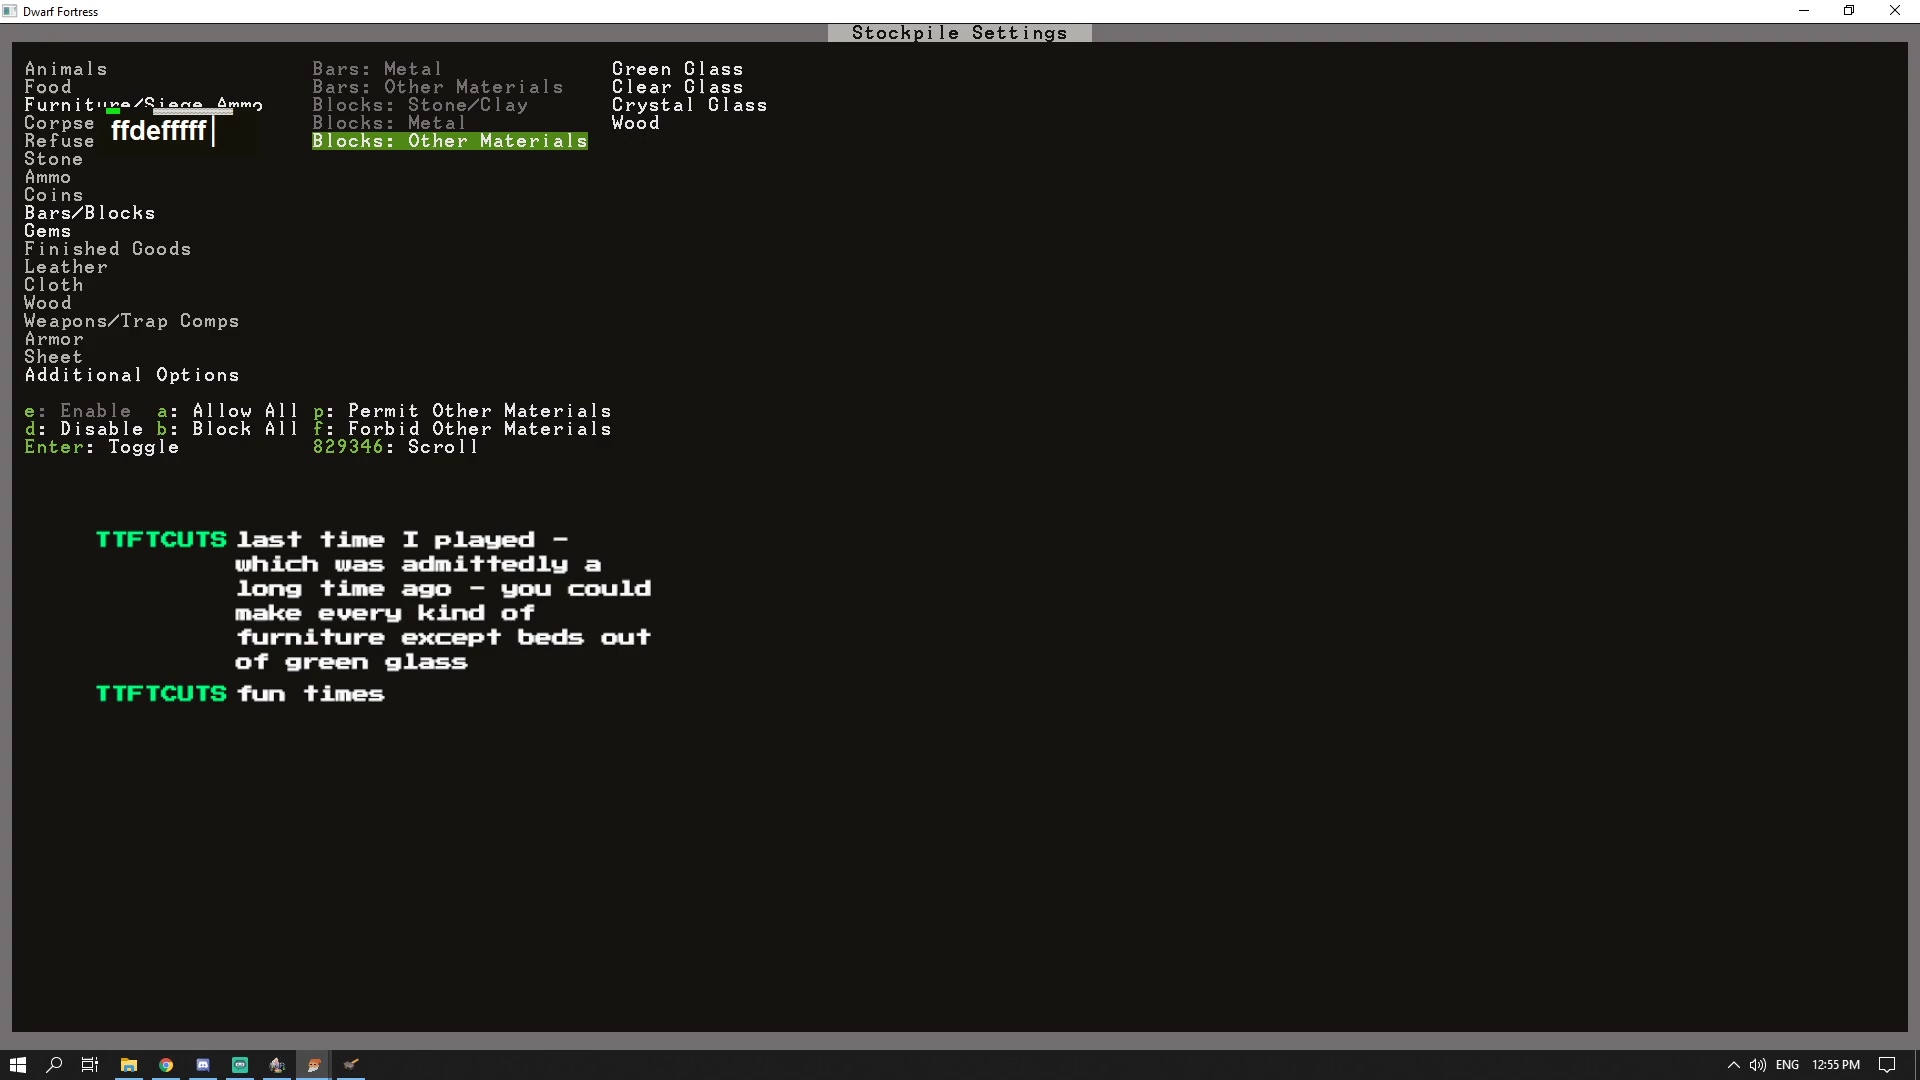 Dwarf Fortress
Stockpile Settings
Animals
Food
Furniture/Siege Ammo
Corpse
Refuse
Stone
Ammo
Coins
Bars/Blocks
Gems
Finished Goods
Leather
Cloth
Wood
Weapons/Trap Comps
Armor
Sheet
Additional Options
ffdefffff
Bars: Metal
Bars: Other Materials
Blocks: Stone/Clay
Blocks: Metal
Blocks: Other Materials
Green Glass
Clear Glass
Crystal Glass
Wood
e: Enable a: Allow All p: Permit Other Materials
d: Disable b: Block All f: Forbid Other Materials
Enter: Toggle 829346: Scroll
TTFTCUTS last time I played -
which was admittedly a
long time ago - you could
make every kind of
furniture except beds out
of green glass
TTFTCUTS fun times
ENG 12:55 PM